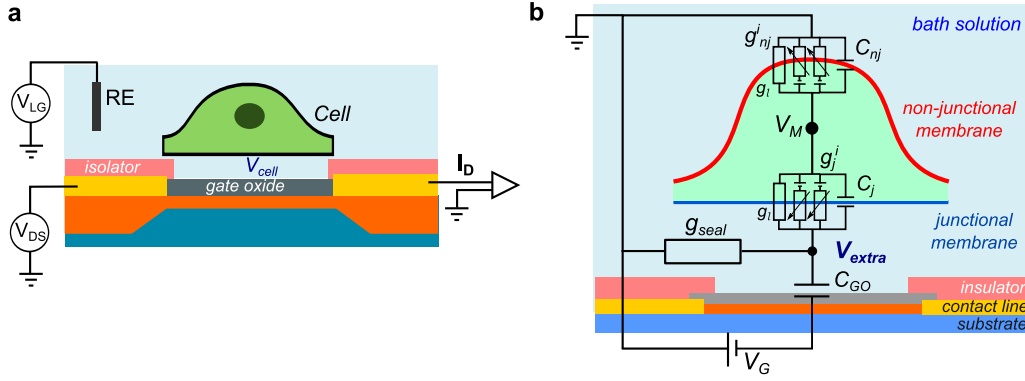 a
V_LG
RE
Cell
isolator
V_cell
gate oxide
I_D
V_DS
b
bath solution
g^i_nj
C_nj
g_l
non-junctional
membrane
V_M
g_j^i
C_j
g_l
junctional
membrane
g_seal
V_extra
C_GO
insulator
contact line
substrate
V_G